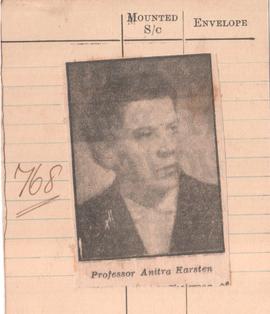 MOUNTED
S/c
ENVELOPE
768
Professor Anitra Karsten